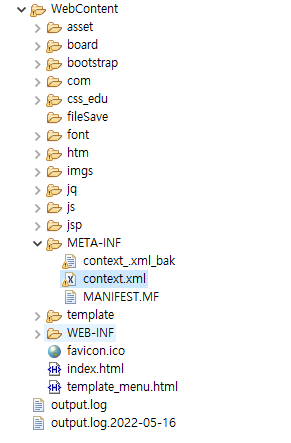 WebContent
asset
board
bootstrap
com
css_edu
fileSave
font
htm
imgs
jq
js
jsp
META-INF
context_.xml_bak
context.xml
MANIFEST.MF
template
WEB-INF
favicon.ico
index.html
template_menu.html
output.log
output.log.2022-05-16